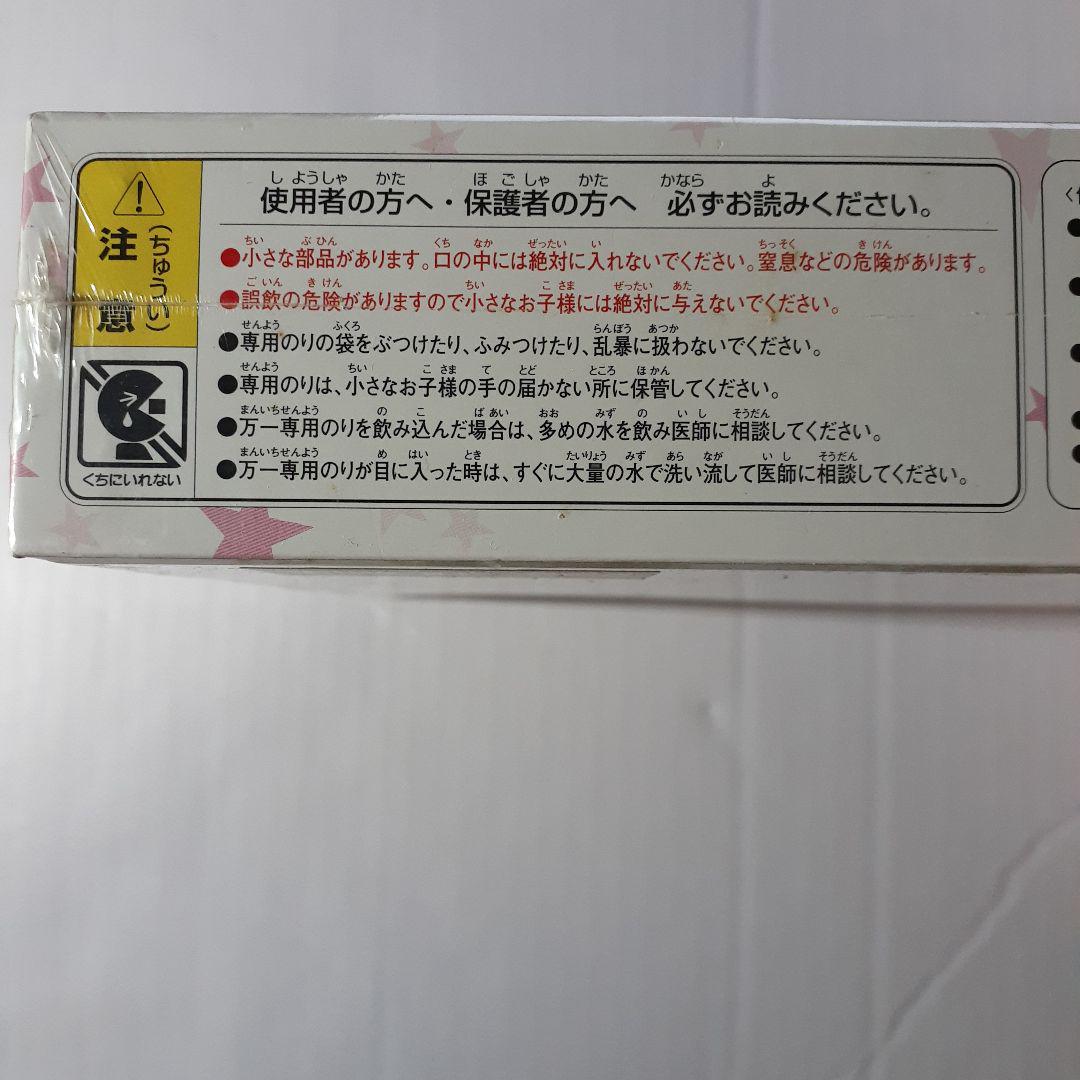 注意(ちゅうい)
くちにいれない
使用者の方へ・保護者の方へ 必ずお読みください。
●小さな部品があります。口の中には絶対に入れないでください。窒息などの危険があります。
●誤飲の危険がありますので小さなお子様には絶対に与えないでください。
●専用のりの袋をぶつけたり、ふみつけたり、乱暴に扱わないでください。
●専用のりは、小さなお子様の手の届かない所に保管してください。
●万一専用のりを飲み込んだ場合は、多めの水を飲み医師に相談してください。
●万一専用のりが目に入った時は、すぐに大量の水で洗い流して医師に相談してください。